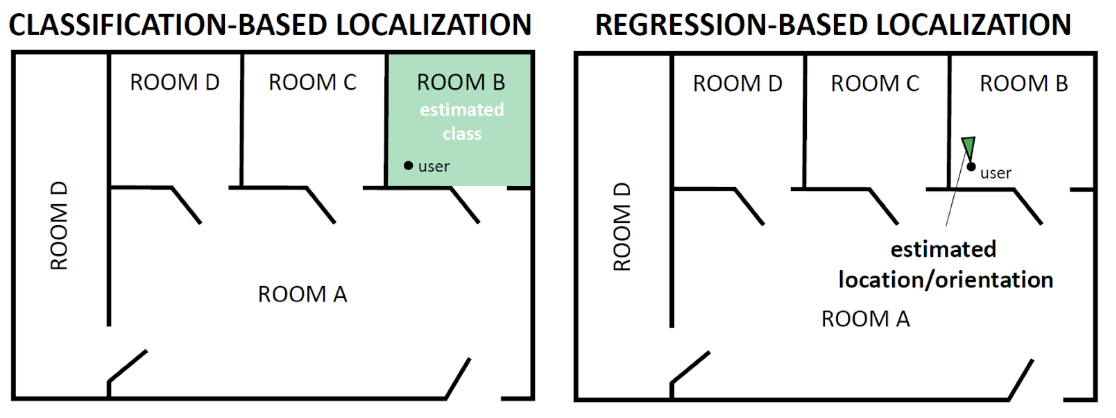 CLASSIFICATION-BASED LOCALIZATION
ROOM D
ROOM C
ROOM B
estimated
class
user
ROOM D
ROOM A
REGRESSION-BASED LOCALIZATION
ROOM D
ROOM C
ROOM B
user
ROOM D
estimated
location/orientation
ROOM A